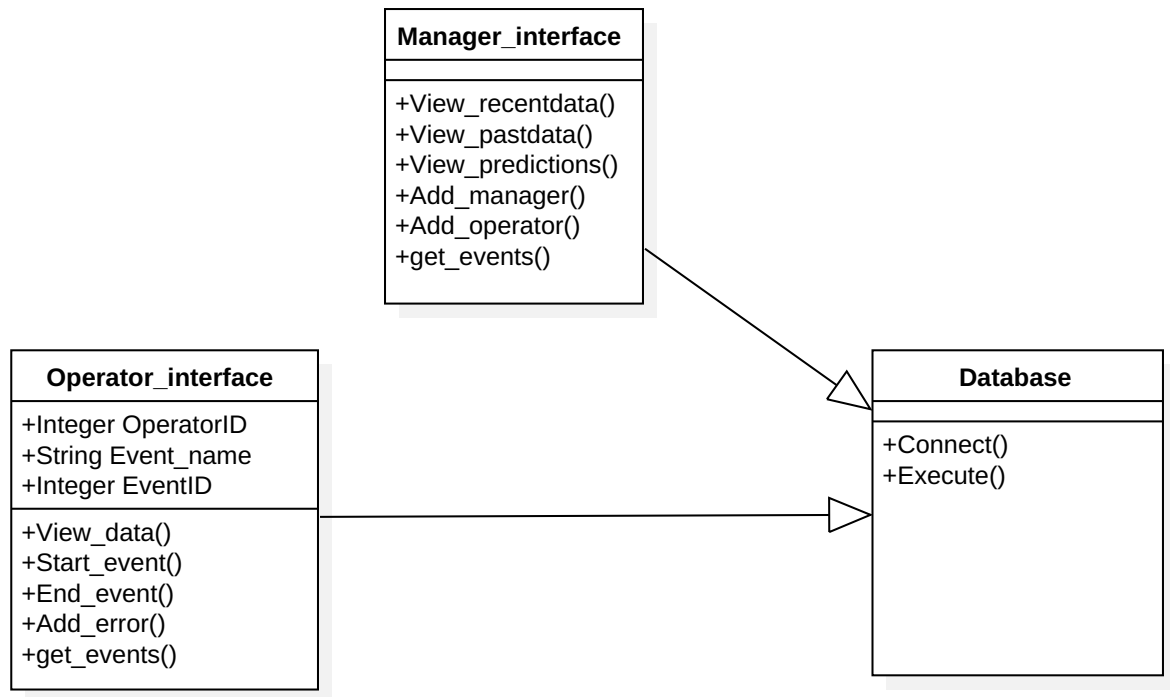 Manager_interface
+View_recentdata()
+View_pastdata()
+View_predictions()
+Add_manager()
+Add_operator()
+get_events()
Operator_interface
+Integer OperatorID
+String Event_name
+Integer EventID
+View_data()
+Start_event()
+End_event()
+Add_error()
+get_events()
Database
+Connect()
+Execute()